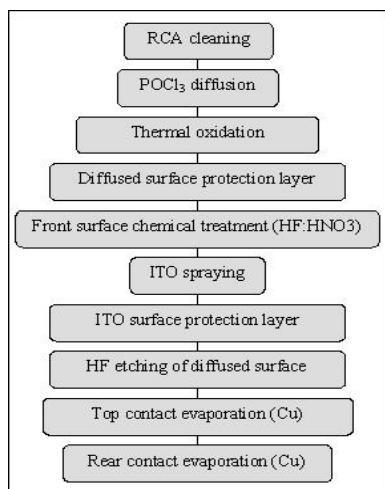 RCA cleaning
POCl₃ diffusion
Thermal oxidation
Diffused surface protection layer
Front surface chemical treatment (HF:HNO3)
ITO spraying
ITO surface protection layer
HF etching of diffused surface
Top contact evaporation (Cu)
Rear contact evaporation (Cu)